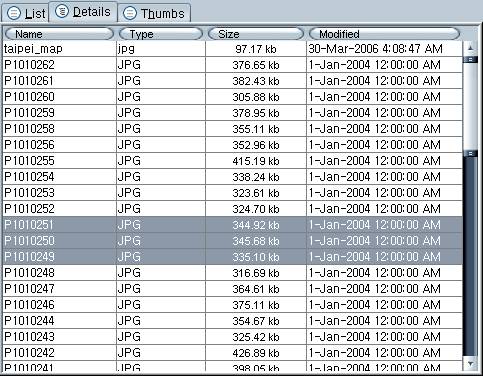 List Details Thumbs
Name Type Size Modified
taipei_map jpg 97.17 kb 30-Mar-2006 4:08:47 AM
P1010262 JPG 376.65 kb 1-Jan-2004 12:00:00 AM
P1010261 JPG 382.43 kb 1-Jan-2004 12:00:00 AM
P1010260 JPG 305.88 kb 1-Jan-2004 12:00:00 AM
P1010259 JPG 378.95 kb 1-Jan-2004 12:00:00 AM
P1010258 JPG 355.11 kb 1-Jan-2004 12:00:00 AM
P1010256 JPG 352.96 kb 1-Jan-2004 12:00:00 AM
P1010255 JPG 415.19 kb 1-Jan-2004 12:00:00 AM
P1010254 JPG 338.24 kb 1-Jan-2004 12:00:00 AM
P1010253 JPG 323.61 kb 1-Jan-2004 12:00:00 AM
P1010252 JPG 324.70 kb 1-Jan-2004 12:00:00 AM
P1010251 JPG 344.92 kb 1-Jan-2004 12:00:00 AM
P1010250 JPG 345.68 kb 1-Jan-2004 12:00:00 AM
P1010249 JPG 335.10 kb 1-Jan-2004 12:00:00 AM
P1010248 JPG 316.69 kb 1-Jan-2004 12:00:00 AM
P1010247 JPG 364.61 kb 1-Jan-2004 12:00:00 AM
P1010246 JPG 375.11 kb 1-Jan-2004 12:00:00 AM
P1010244 JPG 354.67 kb 1-Jan-2004 12:00:00 AM
P1010243 JPG 325.42 kb 1-Jan-2004 12:00:00 AM
P1010242 JPG 426.89 kb 1-Jan-2004 12:00:00 AM
P1010241 JPG 398.05 kb 1-Jan-2004 12:00:00 AM